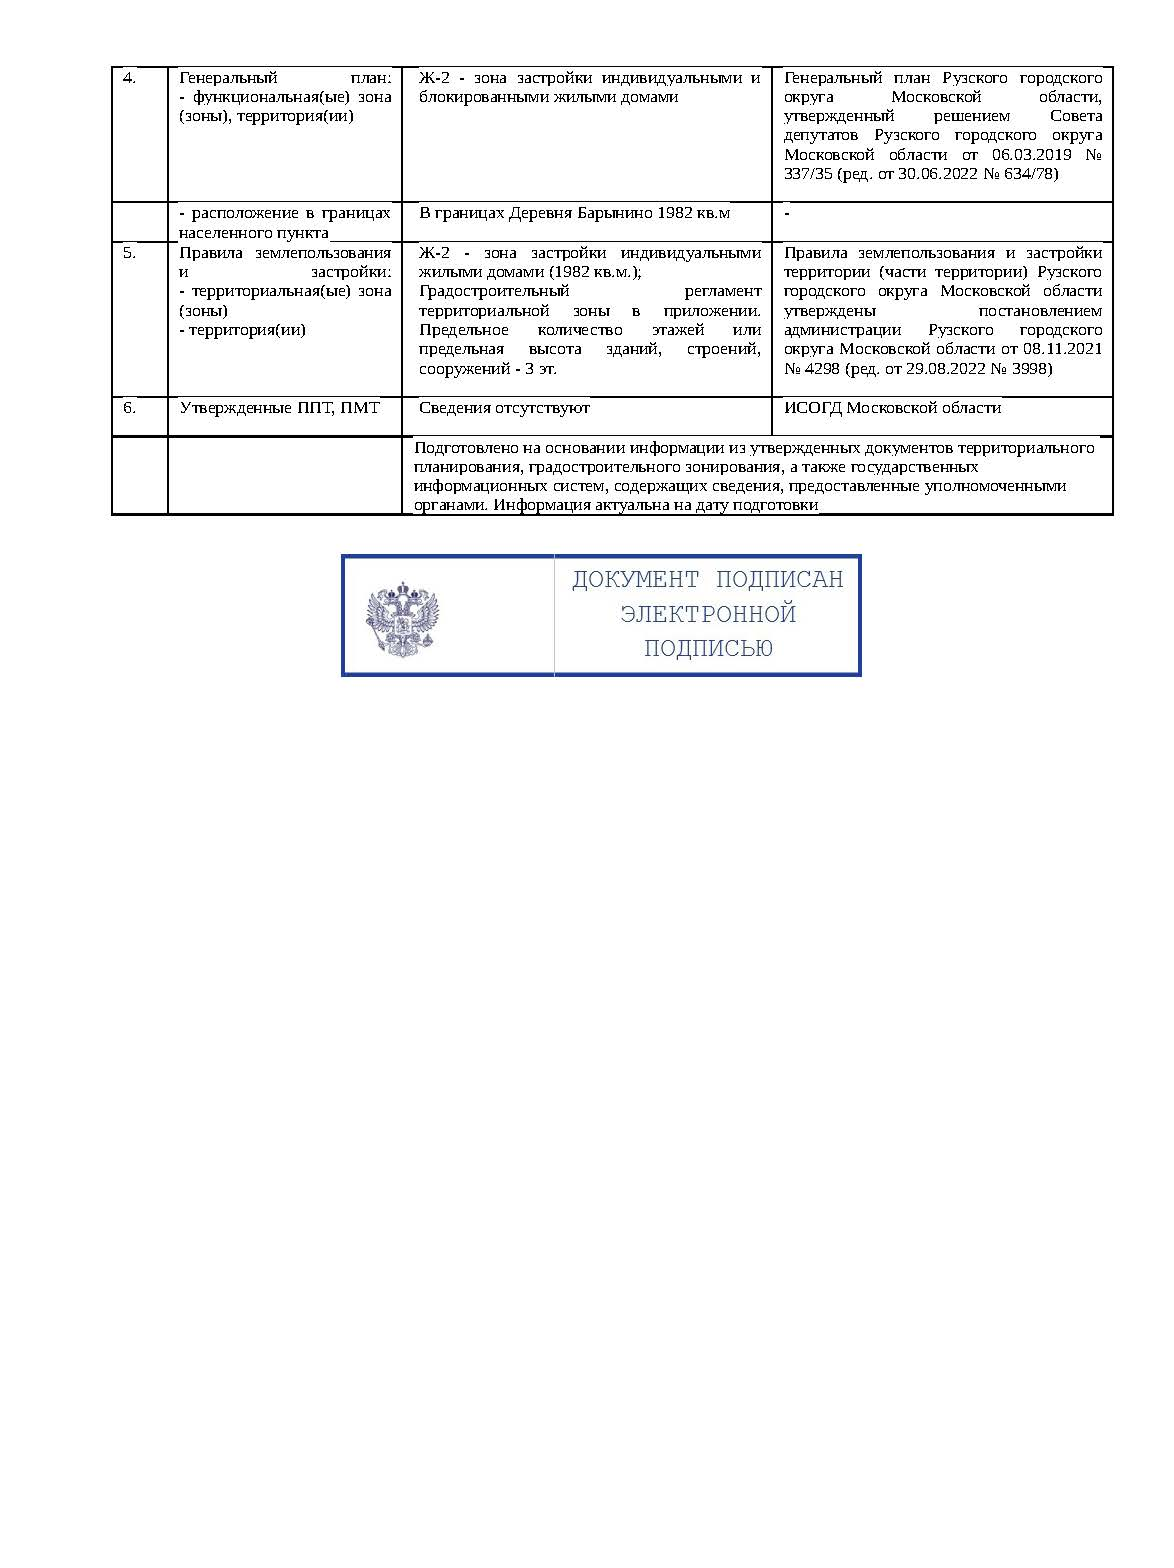 4.
Генеральный план:
- функциональная(ые) зона
(зоны), территория(ии)
Ж-2 - зона застройки индивидуальными и
блокированными жилыми домами
Генеральный план Рузского городского
округа Московской области,
утвержденный решением Совета
депутатов Рузского городского округа
Московской области от 06.03.2019 №
337/35 (ред. от 30.06.2022 № 634/78)
- расположение в границах
населенного пункта
В границах Деревня Барынино 1982 кв.м
-
5.
Правила землепользования
и застройки:
- территориальная(ые) зона
(зоны)
- территория(ии)
Ж-2 - зона застройки индивидуальными
жилыми домами (1982 кв.м.);
Градостроительный регламент
территориальной зоны в приложении.
Предельное количество этажей или
предельная высота зданий, строений,
сооружений - 3 эт.
Правила землепользования и застройки
территории (части территории) Рузского
городского округа Московской области
утверждены постановлением
администрации Рузского городского
округа Московской области от 08.11.2021
№ 4298 (ред. от 29.08.2022 № 3998)
6.
Утвержденные ППТ, ПМТ
Сведения отсутствуют
ИСОГД Московской области
Подготовлено на основании информации из утвержденных документов территориального
планирования, градостроительного зонирования, а также государственных
информационных систем, содержащих сведения, предоставленные уполномоченными
органами. Информация актуальна на дату подготовки
ДОКУМЕНТ ПОДПИСАН
ЭЛЕКТРОННОЙ
ПОДПИСЬЮ